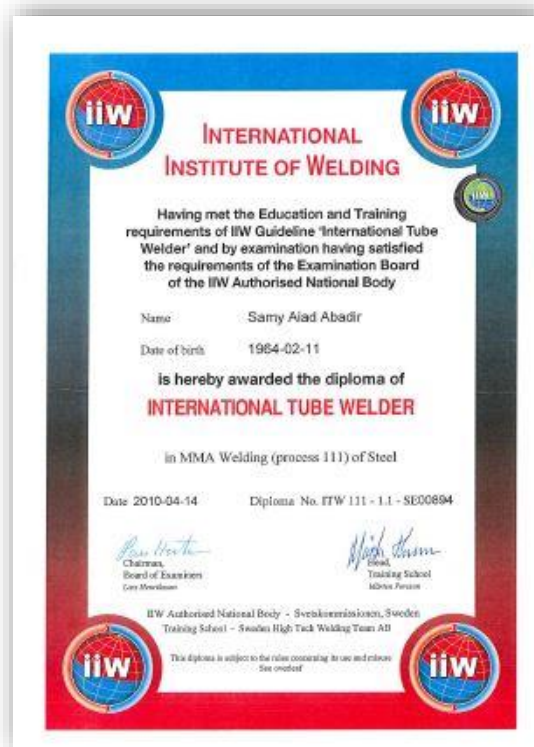 iiw
iiw
INTERNATIONAL
INSTITUTE OF WELDING
Having met the Education and Training
requirements of IIW Guideline 'International Tube
Welder' and by examination having satisfied
the requirements of the Examination Board
of the IIW Authorised National Body
Name Samy Aiad Abadir
Date of birth 1964-02-11
is hereby awarded the diploma of
INTERNATIONAL TUBE WELDER
in MMA Welding (process 111) of Steel
Date 2010-04-14 Diploma No. ITW 111 - 1.1 - SE00894
Chairman, Head,
Board of Examiners Training School
Lars Mårten Persson
IIW Authorised National Body - Svetskommissionen, Sweden
Training School - Sweden High Tech Welding Team AB
This diploma is subject to the rules concerning its use and misuse
See overleaf
iiw
iiw